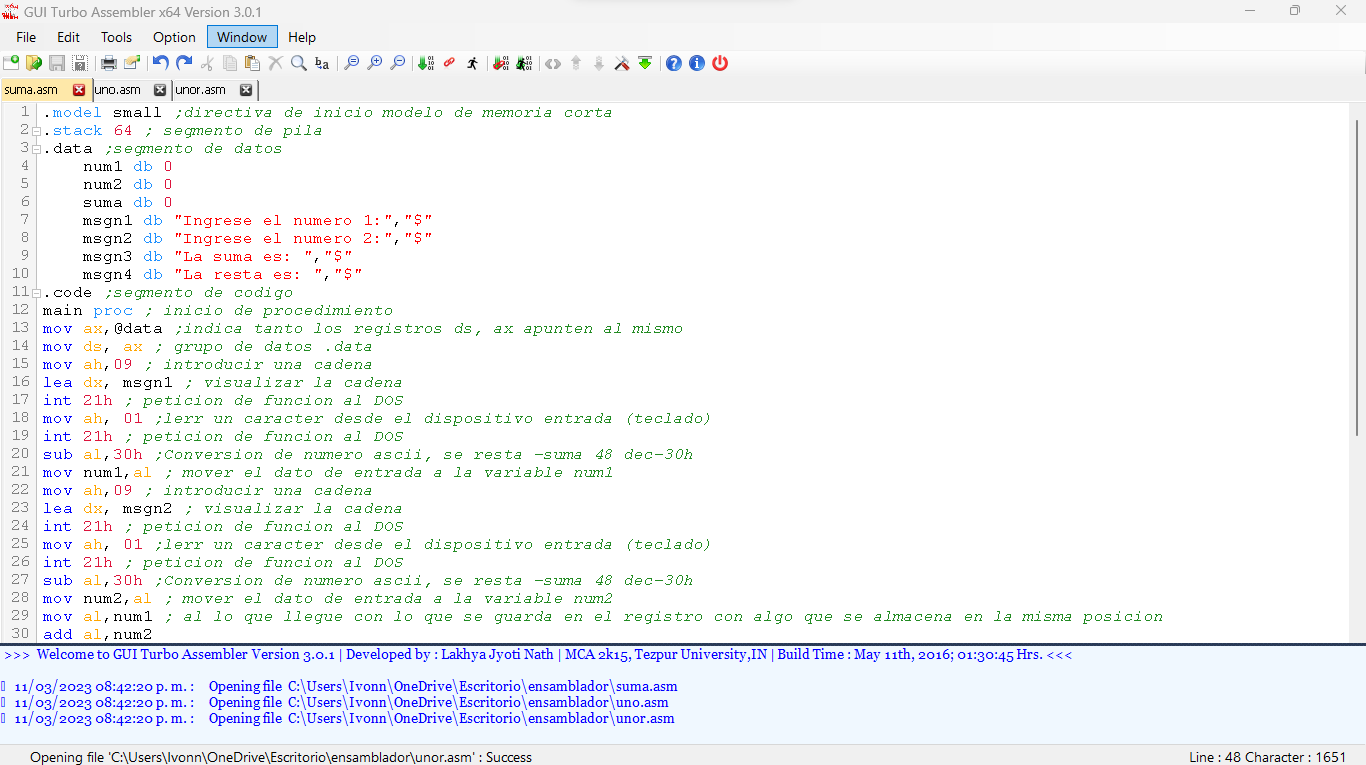 GUI Turbo Assembler x64 Version 3.0.1
File Edit Tools Option Window Help
suma.asm uno.asm unor.asm
1 .model small ;directiva de inicio modelo de memoria corta
2 .stack 64 ; segmento de pila
3 .data ;segmento de datos
4 num1 db 0
5 num2 db 0
6 suma db 0
7 msgn1 db "Ingrese el numero 1:","$"
8 msgn2 db "Ingrese el numero 2:","$"
9 msgn3 db "La suma es: ","$"
10 msgn4 db "La resta es: ","$"
11 .code ;segmento de codigo
12 main proc ; inicio de procedimiento
13 mov ax,@data ;indica tanto los registros ds, ax apunten al mismo
14 mov ds, ax ; grupo de datos .data
15 mov ah,09 ; introducir una cadena
16 lea dx, msgn1 ; visualizar la cadena
17 int 21h ; peticion de funcion al DOS
18 mov ah, 01 ;lerr un caracter desde el dispositivo entrada (teclado)
19 int 21h ; peticion de funcion al DOS
20 sub al,30h ;Conversion de numero ascii, se resta -suma 48 dec-30h
21 mov num1,al ; mover el dato de entrada a la variable num1
22 mov ah,09 ; introducir una cadena
23 lea dx, msgn2 ; visualizar la cadena
24 int 21h ; peticion de funcion al DOS
25 mov ah, 01 ;lerr un caracter desde el dispositivo entrada (teclado)
26 int 21h ; peticion de funcion al DOS
27 sub al,30h ;Conversion de numero ascii, se resta -suma 48 dec-30h
28 mov num2,al ; mover el dato de entrada a la variable num2
29 mov al,num1 ; al lo que llegue con lo que se guarda en el registro con algo que se almacena en la misma posicion
30 add al,num2
>>> Welcome to GUI Turbo Assembler Version 3.0.1 | Developed by : Lakhya Jyoti Nath | MCA 2k15, Tezpur University,IN | Build Time : May 11th, 2016; 01:30:45 Hrs. <<<
11/03/2023 08:42:20 p. m. : Opening file C:\Users\Ivonn\OneDrive\Escritorio\ensamblador\suma.asm
11/03/2023 08:42:20 p. m. : Opening file C:\Users\Ivonn\OneDrive\Escritorio\ensamblador\uno.asm
11/03/2023 08:42:20 p. m. : Opening file C:\Users\Ivonn\OneDrive\Escritorio\ensamblador\unor.asm
Opening file 'C:\Users\Ivonn\OneDrive\Escritorio\ensamblador\unor.asm' : Success Line : 48 Character : 1651